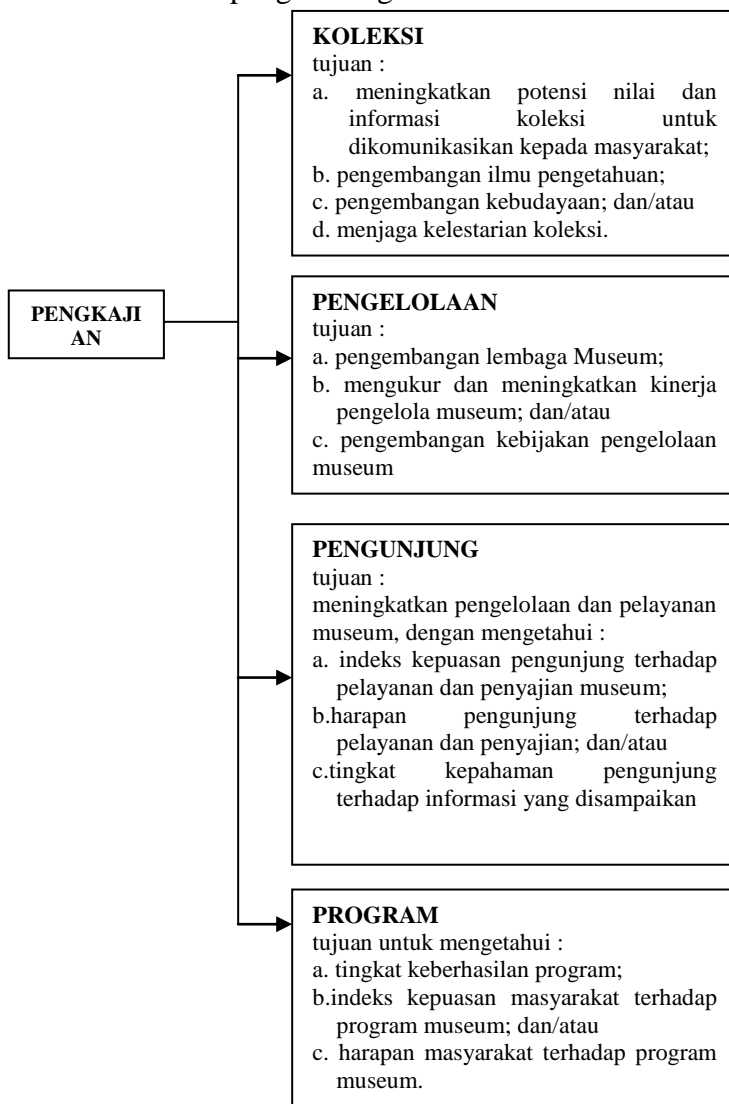 KOLEKSI
tujuan :
a. meningkatkan potensi nilai dan
informasi koleksi untuk
dikomunikasikan kepada masyarakat;
b. pengembangan ilmu pengetahuan;
c. pengembangan kebudayaan; dan/atau
d. menjaga kelestarian koleksi.
PENGKAJI
AN
PENGELOLAAN
tujuan :
a. pengembangan lembaga Museum;
b. mengukur dan meningkatkan kinerja
pengelola museum; dan/atau
c. pengembangan kebijakan pengelolaan
museum
PENGUNJUNG
tujuan :
meningkatkan pengelolaan dan pelayanan
museum, dengan mengetahui :
a. indeks kepuasan pengunjung terhadap
pelayanan dan penyajian museum;
b.harapan pengunjung terhadap
pelayanan dan penyajian; dan/atau
c.tingkat kepahaman pengunjung
terhadap informasi yang disampaikan
PROGRAM
tujuan untuk mengetahui :
a. tingkat keberhasilan program;
b.indeks kepuasan masyarakat terhadap
program museum; dan/atau
c. harapan masyarakat terhadap program
museum.